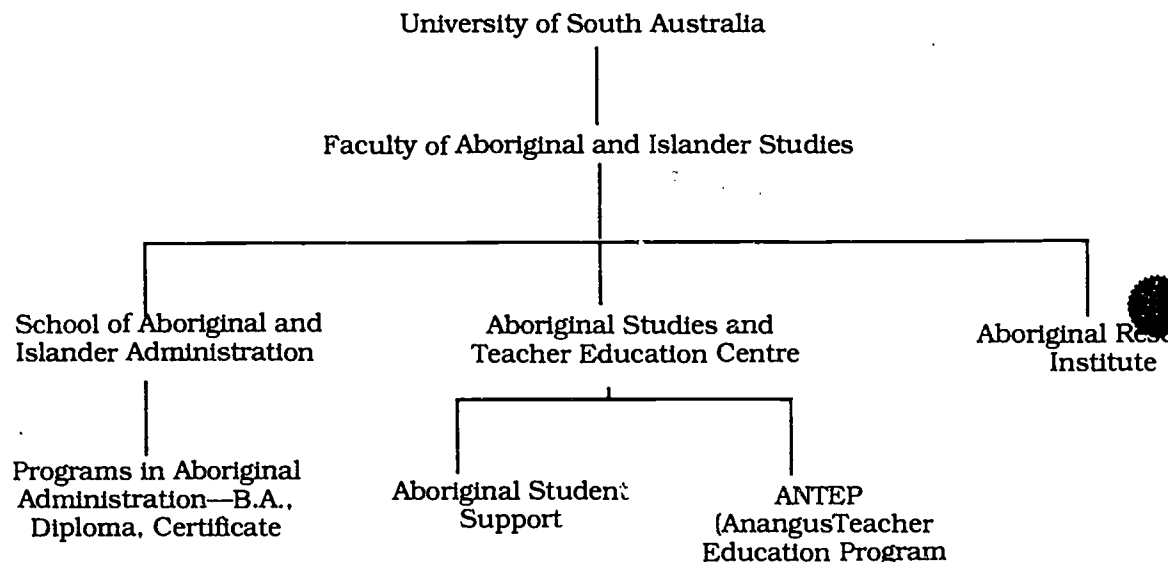 University of South Australia
Faculty of Aboriginal and Islander Studies
School of Aboriginal and
Islander Administration
Aboriginal Studies and
Teacher Education Centre
Aboriginal
Institute
Programs in Aboriginal
Administration—B.A.,
Diploma, Certificate
Aboriginal Student
Support
ANTEP
(AnangusTeacher
Education Program